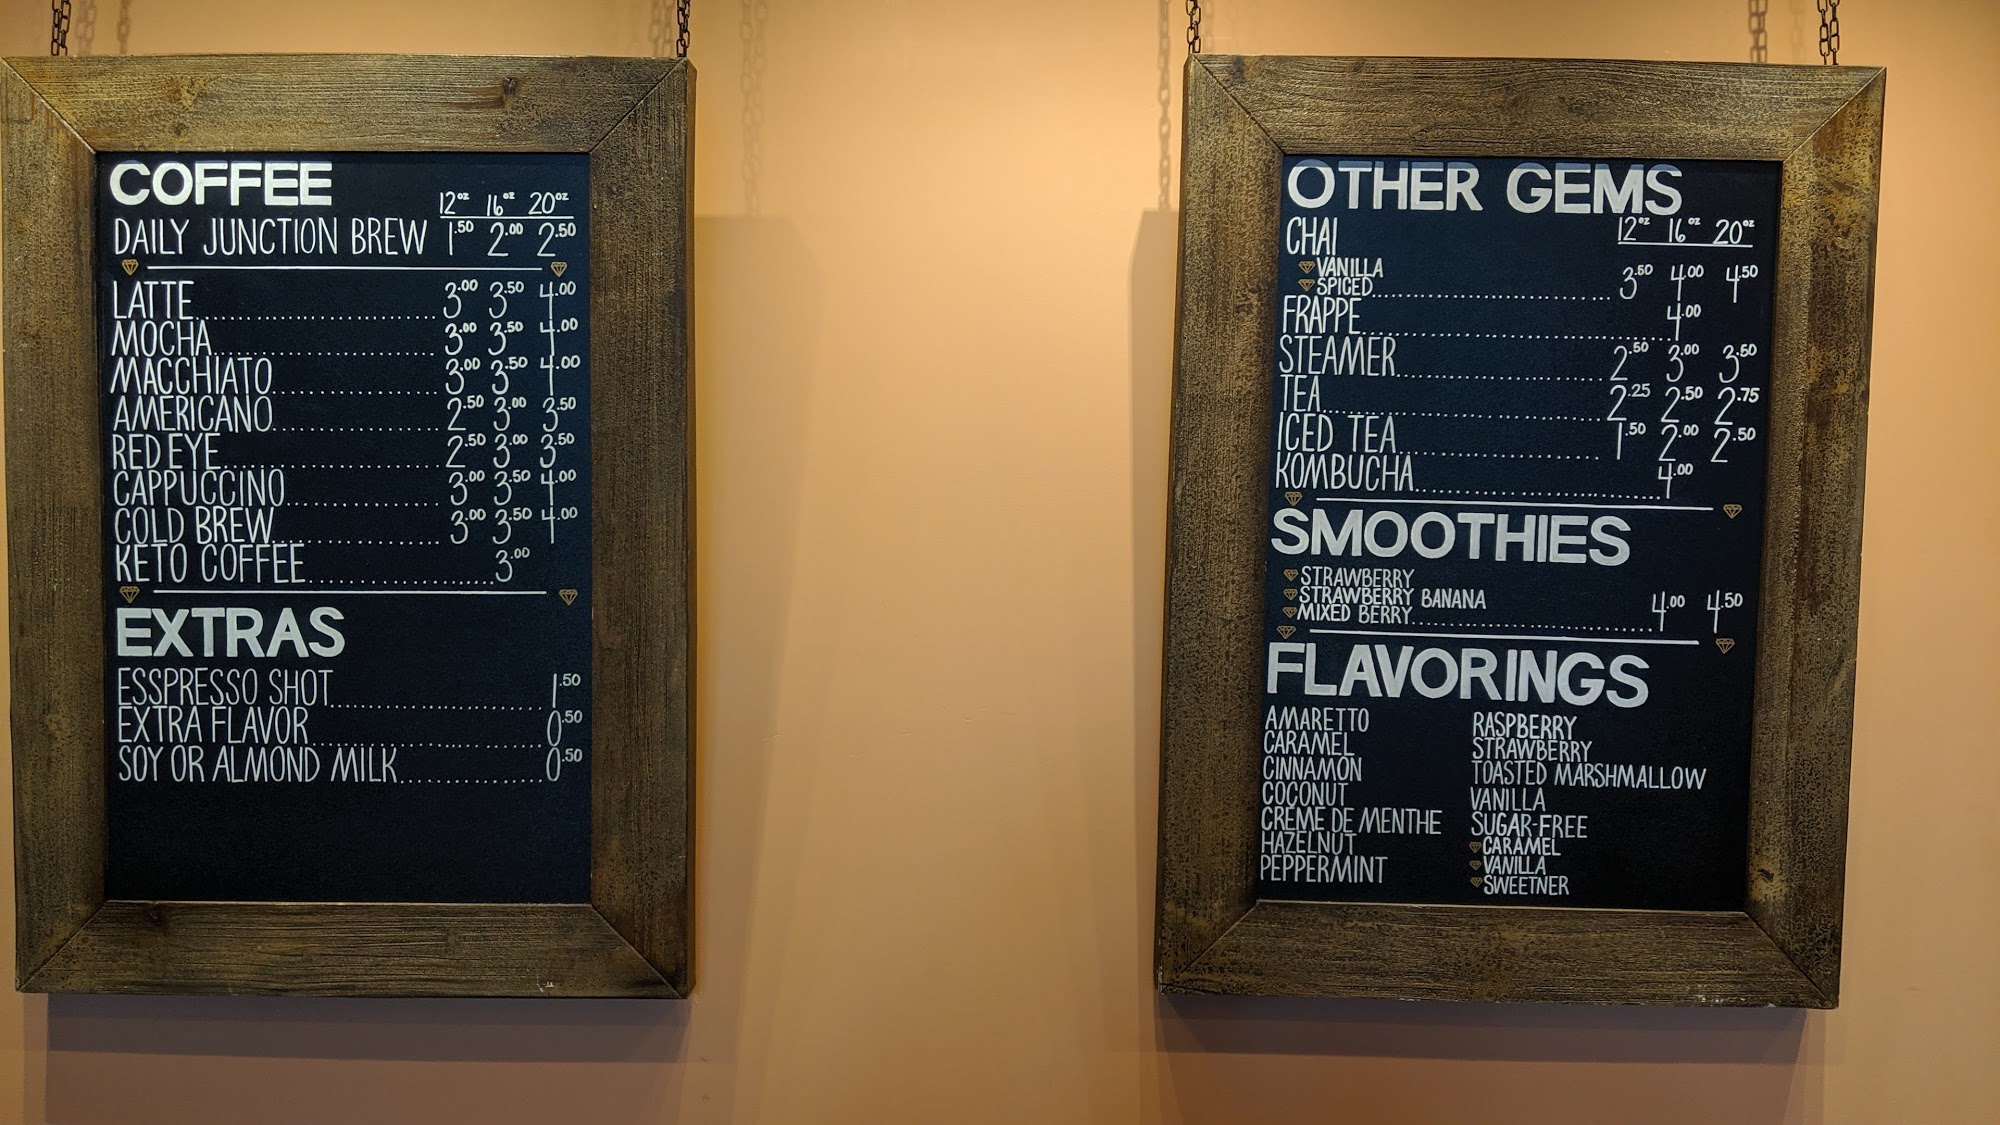 COFFEE
12oz 16oz 20oz
DAILY JUNCTION BREW 1.50 2.00 2.50
LATTE 3.00 3.50 4.00
MOCHA 3.00 3.50 4.00
MACCHIATO 3.00 3.50 4.00
AMERICANO 2.50 3.00 3.50
RED EYE 2.50 3.00 3.50
CAPPUCCINO 3.00 3.50 4.00
COLD BREW 3.00 3.50 4.00
KETO COFFEE 3.00
EXTRAS
ESSPRESSO SHOT 1.50
EXTRA FLAVOR 0.50
SOY OR ALMOND MILK 0.50
OTHER GEMS
12oz 16oz 20oz
CHAI
VANILLA
SPICED 3.50 4.00 4.50
FRAPPE 4.00
STEAMER 2.50 3.00 3.50
TEA 2.25 2.50 2.75
ICED TEA 1.50 2.00 2.50
KOMBUCHA 4.00
SMOOTHIES
STRAWBERRY
STRAWBERRY BANANA
MIXED BERRY 4.00 4.50
FLAVORINGS
AMARETTO
CARAMEL
CINNAMON
COCONUT
CRÈME DE MENTHE
HAZELNUT
PEPPERMINT
RASPBERRY
STRAWBERRY
TOASTED MARSHMALLOW
VANILLA
SUGAR-FREE
CARAMEL
VANILLA
SWEETNER